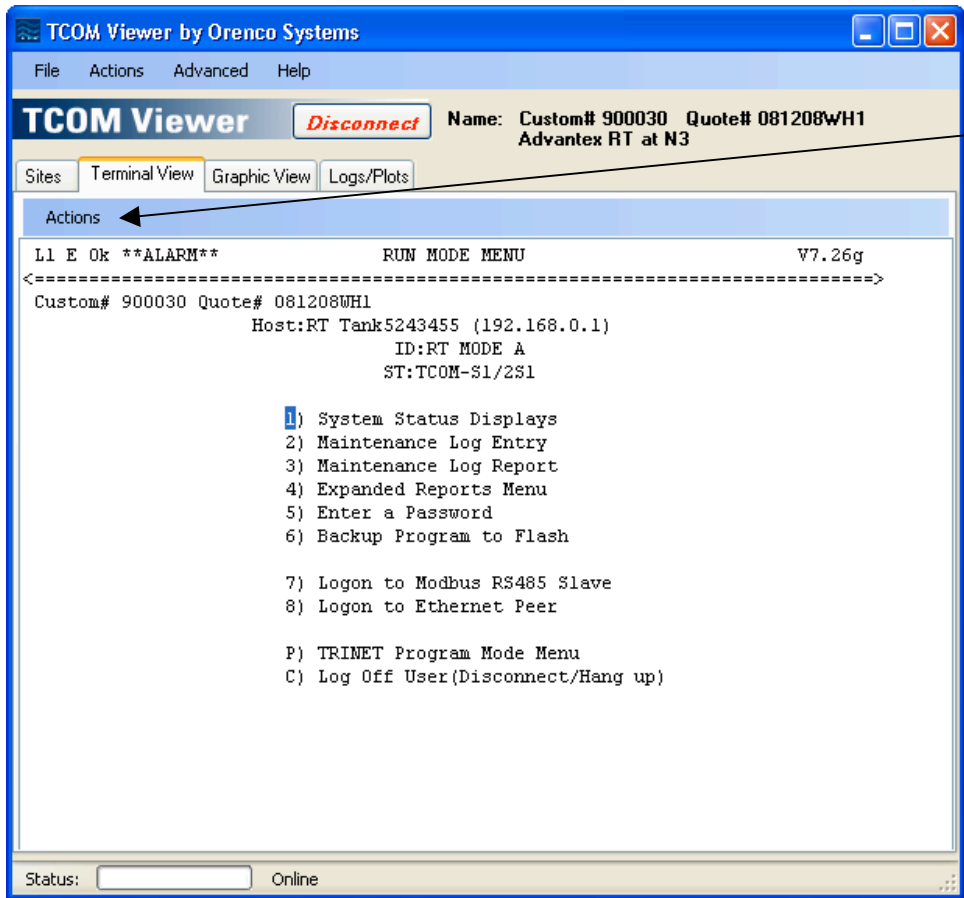 TCOM Viewer by Orenco Systems
File Actions Advanced Help
TCOM Viewer Disconnect Name: Custom# 900030 Quote# 081208WH1
Advantex RT at N3
Sites Terminal View Graphic View Logs/Plots
Actions
L1 E Ok **ALARM** RUN MODE MENU V7.26g
<===========================================================================>
Custom# 900030 Quote# 081208WH1
Host:RT Tank5243455 (192.168.0.1)
ID:RT MODE A
ST:TCOM-S1/2S1
1) System Status Displays
2) Maintenance Log Entry
3) Maintenance Log Report
4) Expanded Reports Menu
5) Enter a Password
6) Backup Program to Flash
7) Logon to Modbus RS485 Slave
8) Logon to Ethernet Peer
P) TRINET Program Mode Menu
C) Log Off User(Disconnect/Hang up)
Status: Online